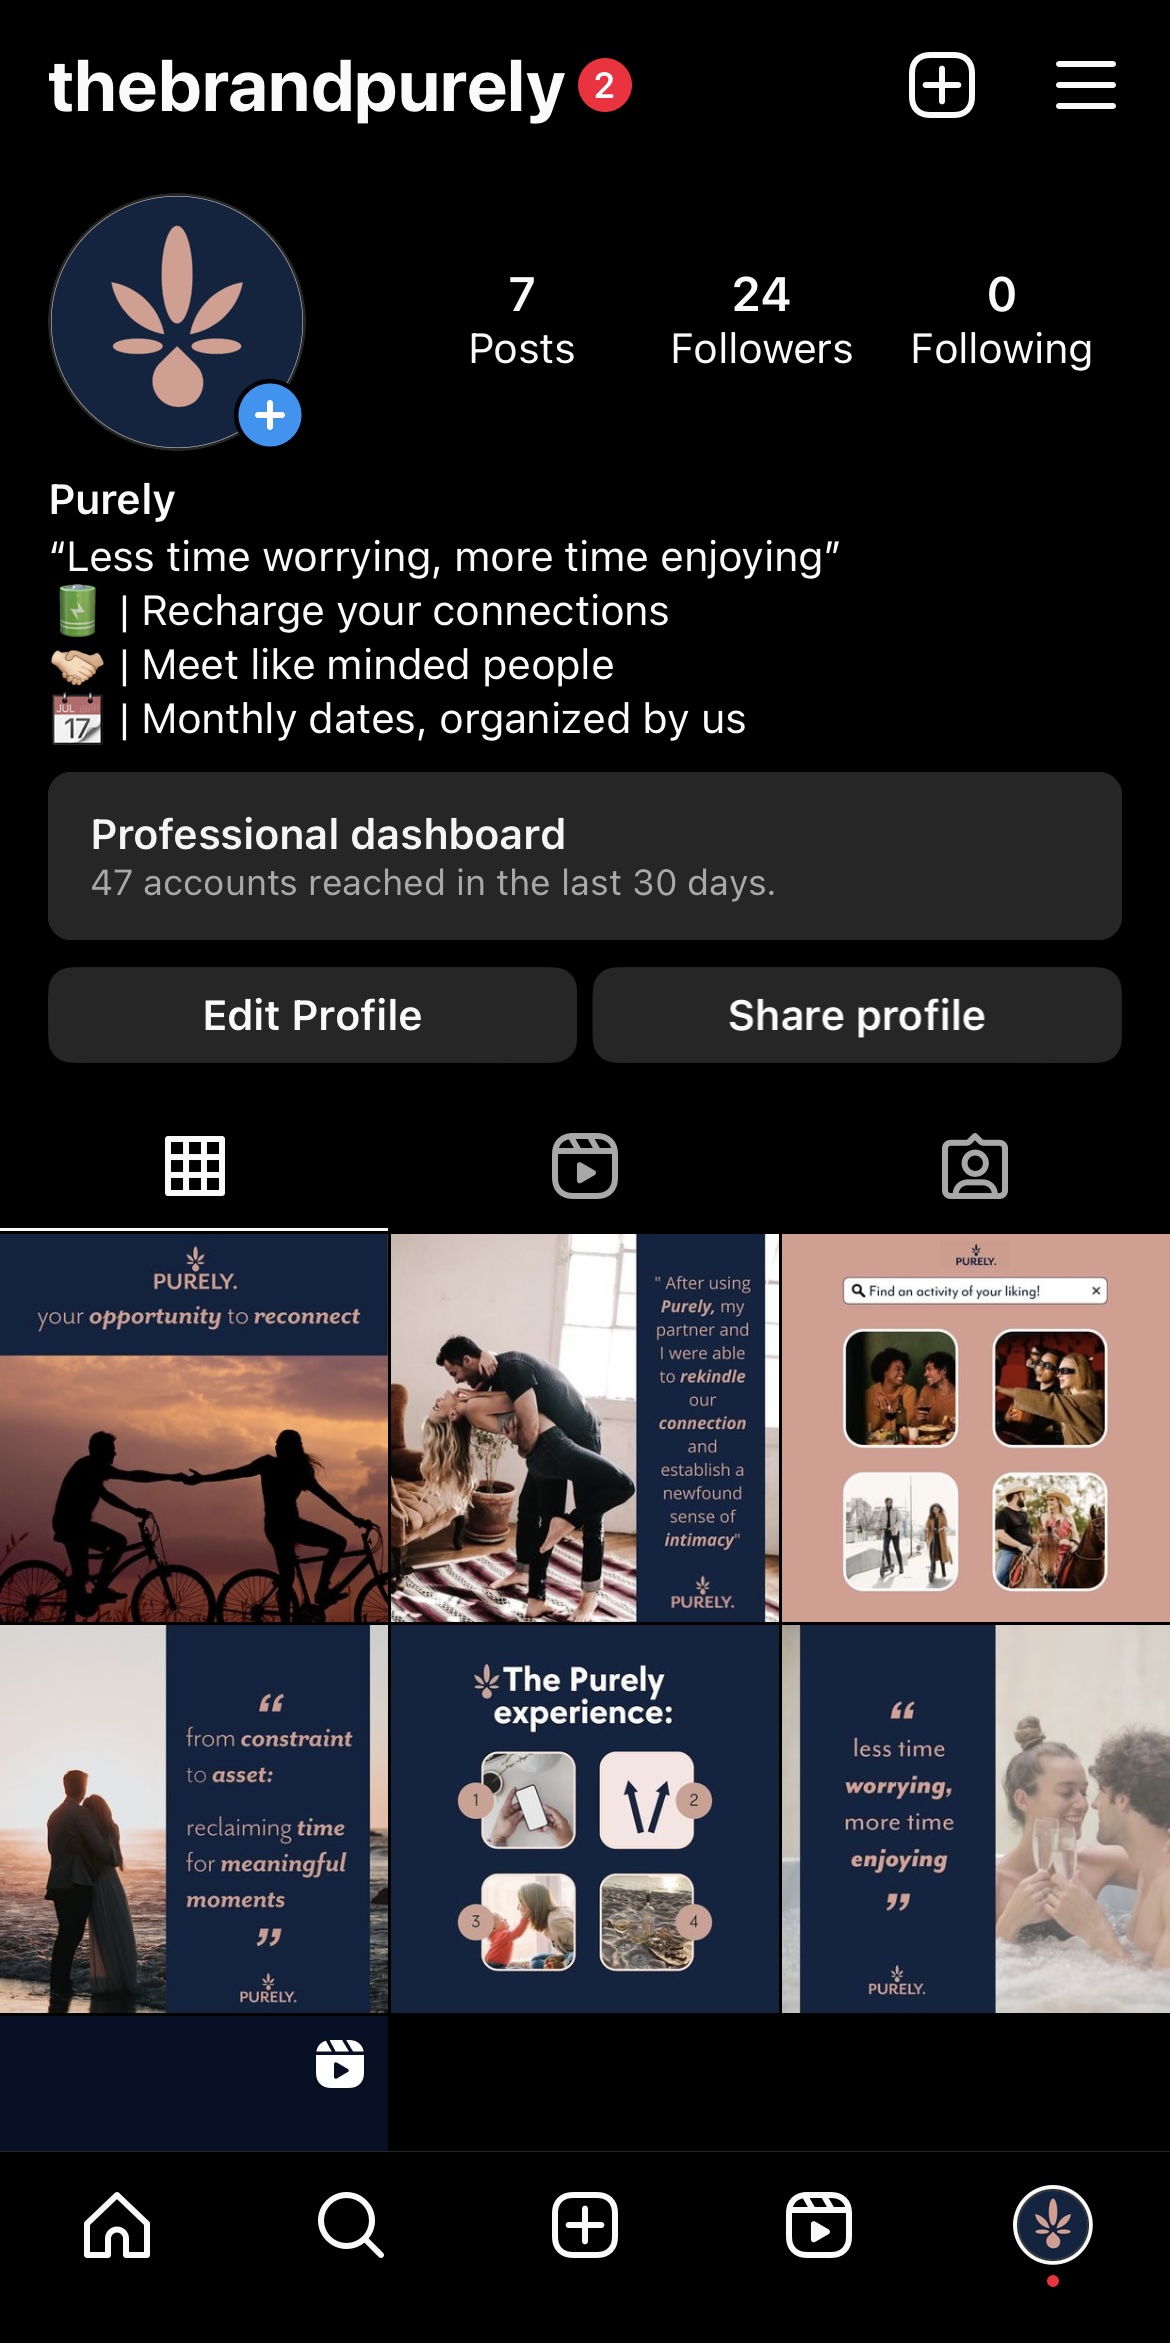 thebrandpurely 2
7 24 0
Posts Followers Following
Purely
“Less time worrying, more time enjoying”
| Recharge your connections
| Meet like minded people
JUL 17 | Monthly dates, organized by us
Professional dashboard
47 accounts reached in the last 30 days.
Edit Profile Share profile
PURELY.
your opportunity to reconnect
" After using
Purely, my
partner and
I were able
to rekindle
our
connection
and
establish a
newfound
sense of
intimacy"
PURELY.
PURELY.
Find an activity of your liking! ×
“
from constraint
to asset:
reclaiming time
for meaningful
moments
”
PURELY.
The Purely
experience:
1 2
3 4
“
less time
worrying,
more time
enjoying
”
PURELY.